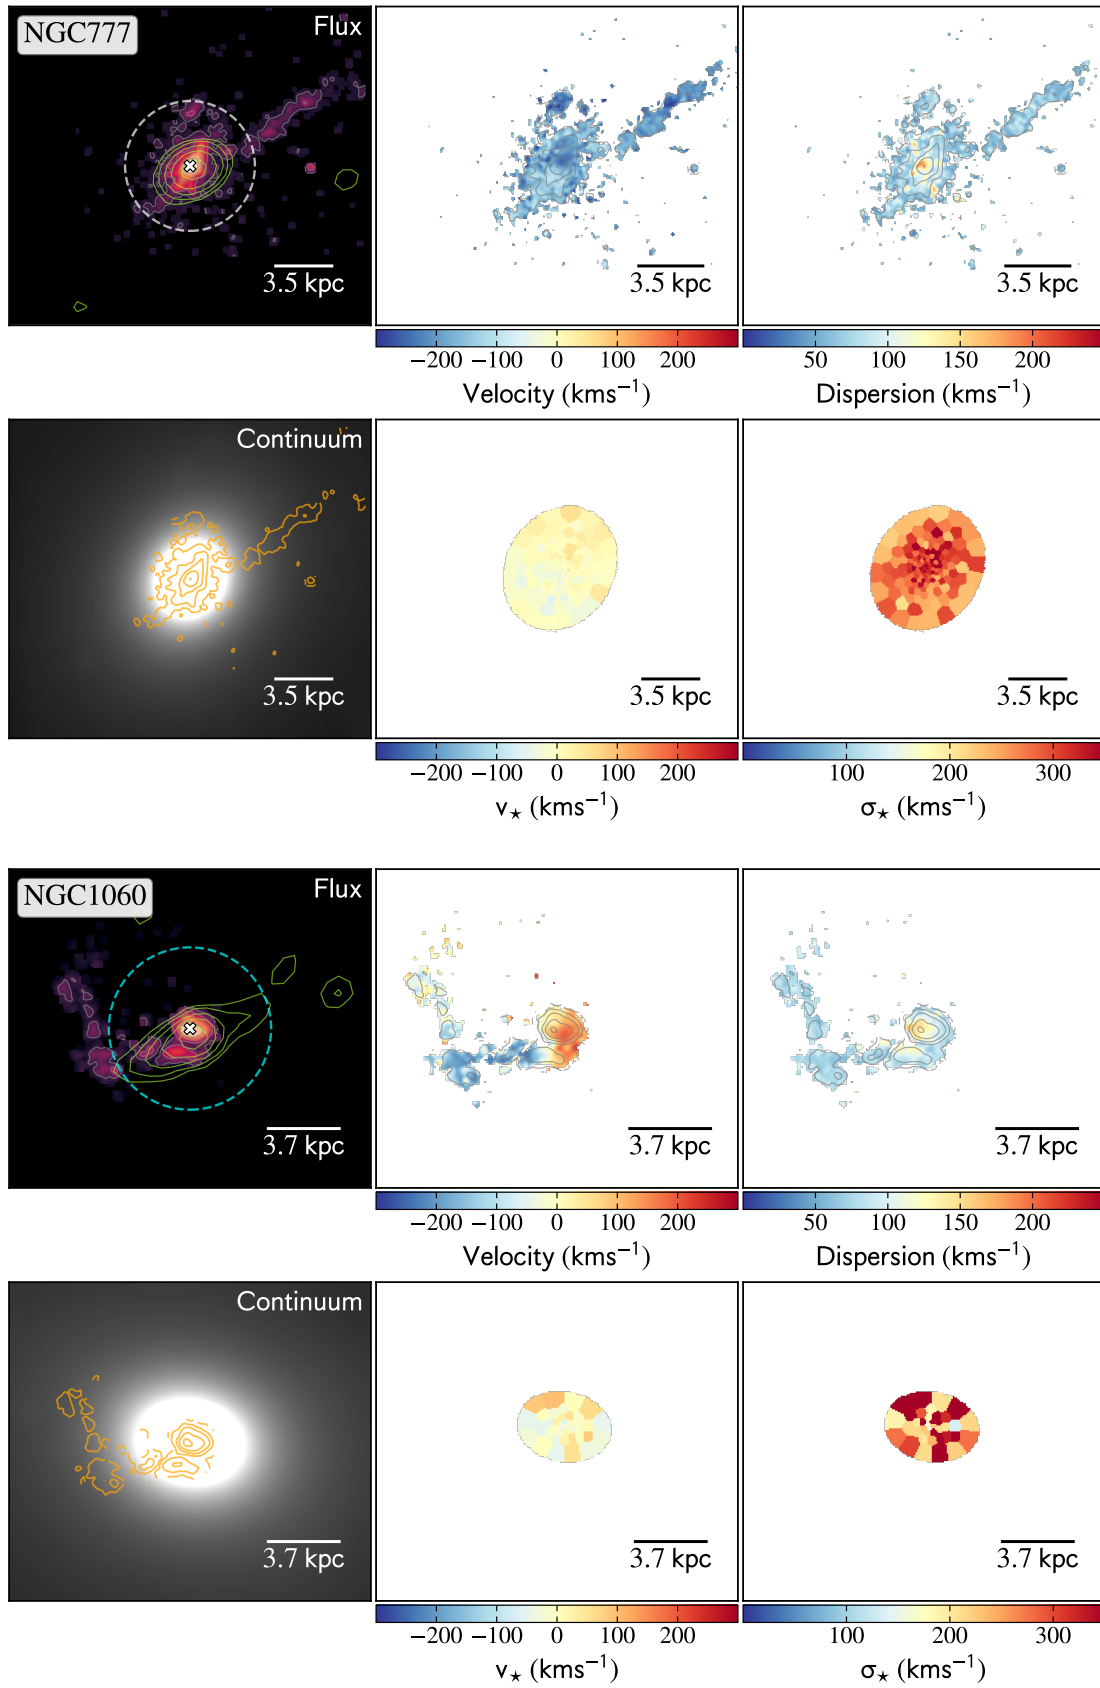 NGC777
Flux
3.5 kpc
3.5 kpc
3.5 kpc
−200 −100 0 100 200
Velocity (kms⁻¹)
50 100 150 200
Dispersion (kms⁻¹)
Continuum
3.5 kpc
3.5 kpc
3.5 kpc
−200 −100 0 100 200
v⋆ (kms⁻¹)
100 200 300
σ⋆ (kms⁻¹)
NGC1060
Flux
3.7 kpc
3.7 kpc
3.7 kpc
−200 −100 0 100 200
Velocity (kms⁻¹)
50 100 150 200
Dispersion (kms⁻¹)
Continuum
3.7 kpc
3.7 kpc
3.7 kpc
−200 −100 0 100 200
v⋆ (kms⁻¹)
100 200 300
σ⋆ (kms⁻¹)